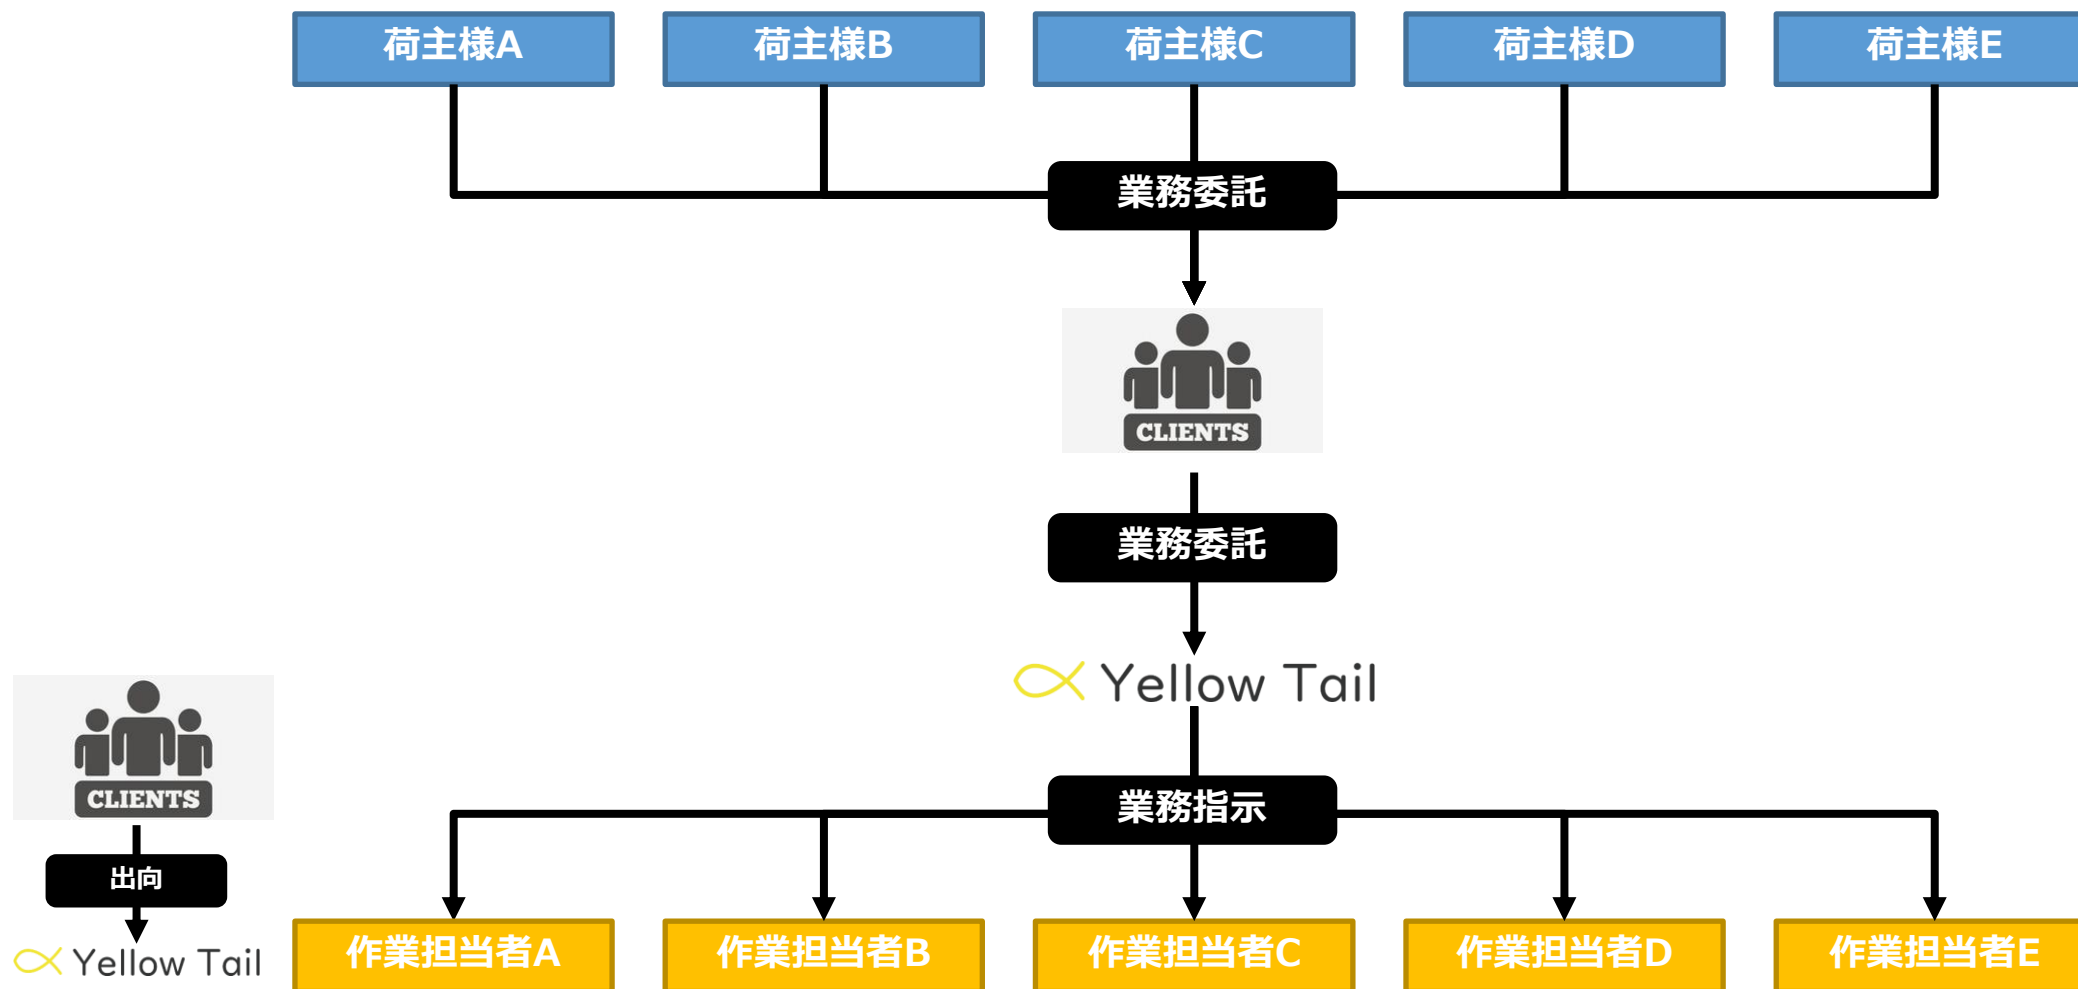 荷主様A
荷主様B
荷主様C
荷主様D
荷主様E
業務委託
CLIENTS
業務委託
Yellow Tail
業務指示
CLIENTS
出向
Yellow Tail
作業担当者A
作業担当者B
作業担当者C
作業担当者D
作業担当者E